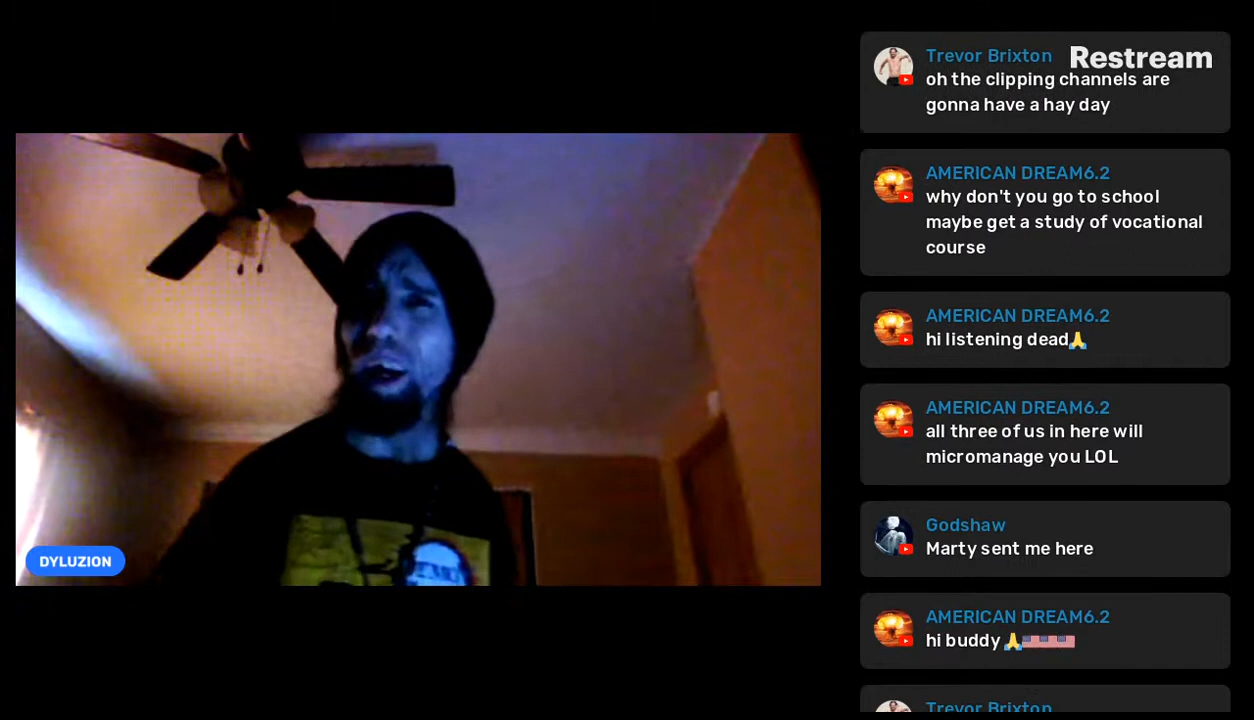 Restream
Trevor Brixton
oh the clipping channels are
gonna have a hay day
AMERICAN DREAM6.2
why don't you go to school
maybe get a study of vocational
course
AMERICAN DREAM6.2
hi listening dead🙏
AMERICAN DREAM6.2
all three of us in here will
micromanage you LOL
Godshaw
Marty sent me here
AMERICAN DREAM6.2
hi buddy 🙏🇺🇸🇺🇸🇺🇸
Trevor Brixton
DYLUZION